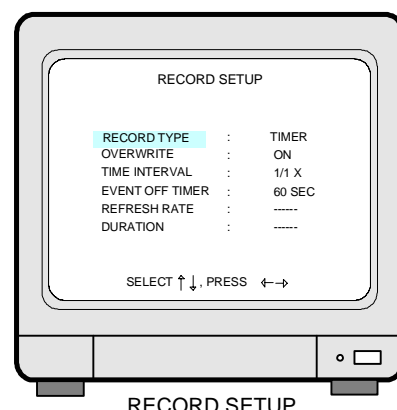 RECORD SETUP
RECORD TYPE : TIMER
OVERWRITE : ON
TIME INTERVAL : 1/1 X
EVENT OFF TIMER : 60 SEC
REFRESH RATE : ------
DURATION : ------
SELECT ↑↓, PRESS ←→
RECORD SETUP